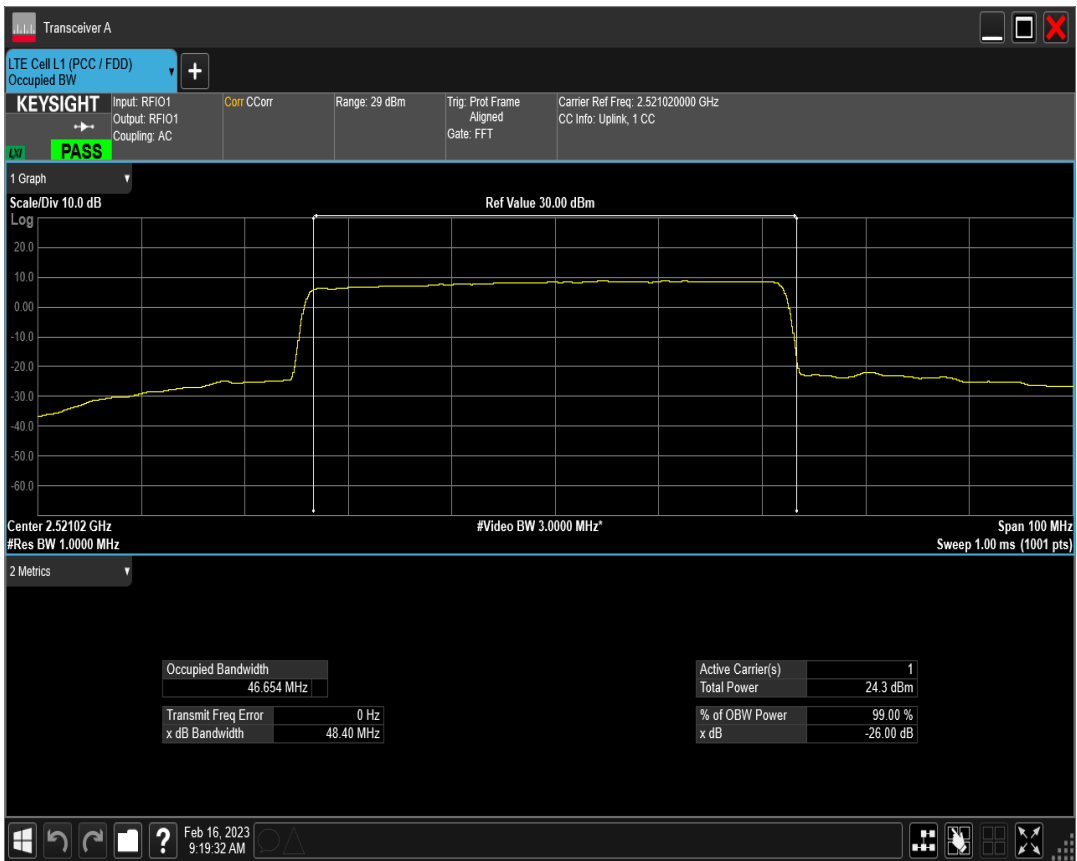 Transceiver A
LTE Cell L1 (PCC / FDD)
Occupied BW
KEYSIGHT
LXI
PASS
Input: RFIO1
Output: RFIO1
Coupling: AC
Corr CCorr
Range: 29 dBm
Trig: Prot Frame
Aligned
Gate: FFT
Carrier Ref Freq: 2.521020000 GHz
CC Info: Uplink, 1 CC
1 Graph
Scale/Div 10.0 dB
Ref Value 30.00 dBm
Log
20.0
10.0
0.00
-10.0
-20.0
-30.0
-40.0
-50.0
-60.0
Center 2.52102 GHz
#Video BW 3.0000 MHz*
Span 100 MHz
#Res BW 1.0000 MHz
Sweep 1.00 ms (1001 pts)
2 Metrics
Occupied Bandwidth
46.654 MHz
Transmit Freq Error 0 Hz
x dB Bandwidth 48.40 MHz
Active Carrier(s) 1
Total Power 24.3 dBm
% of OBW Power 99.00 %
x dB -26.00 dB
?
Feb 16, 2023
9:19:32 AM